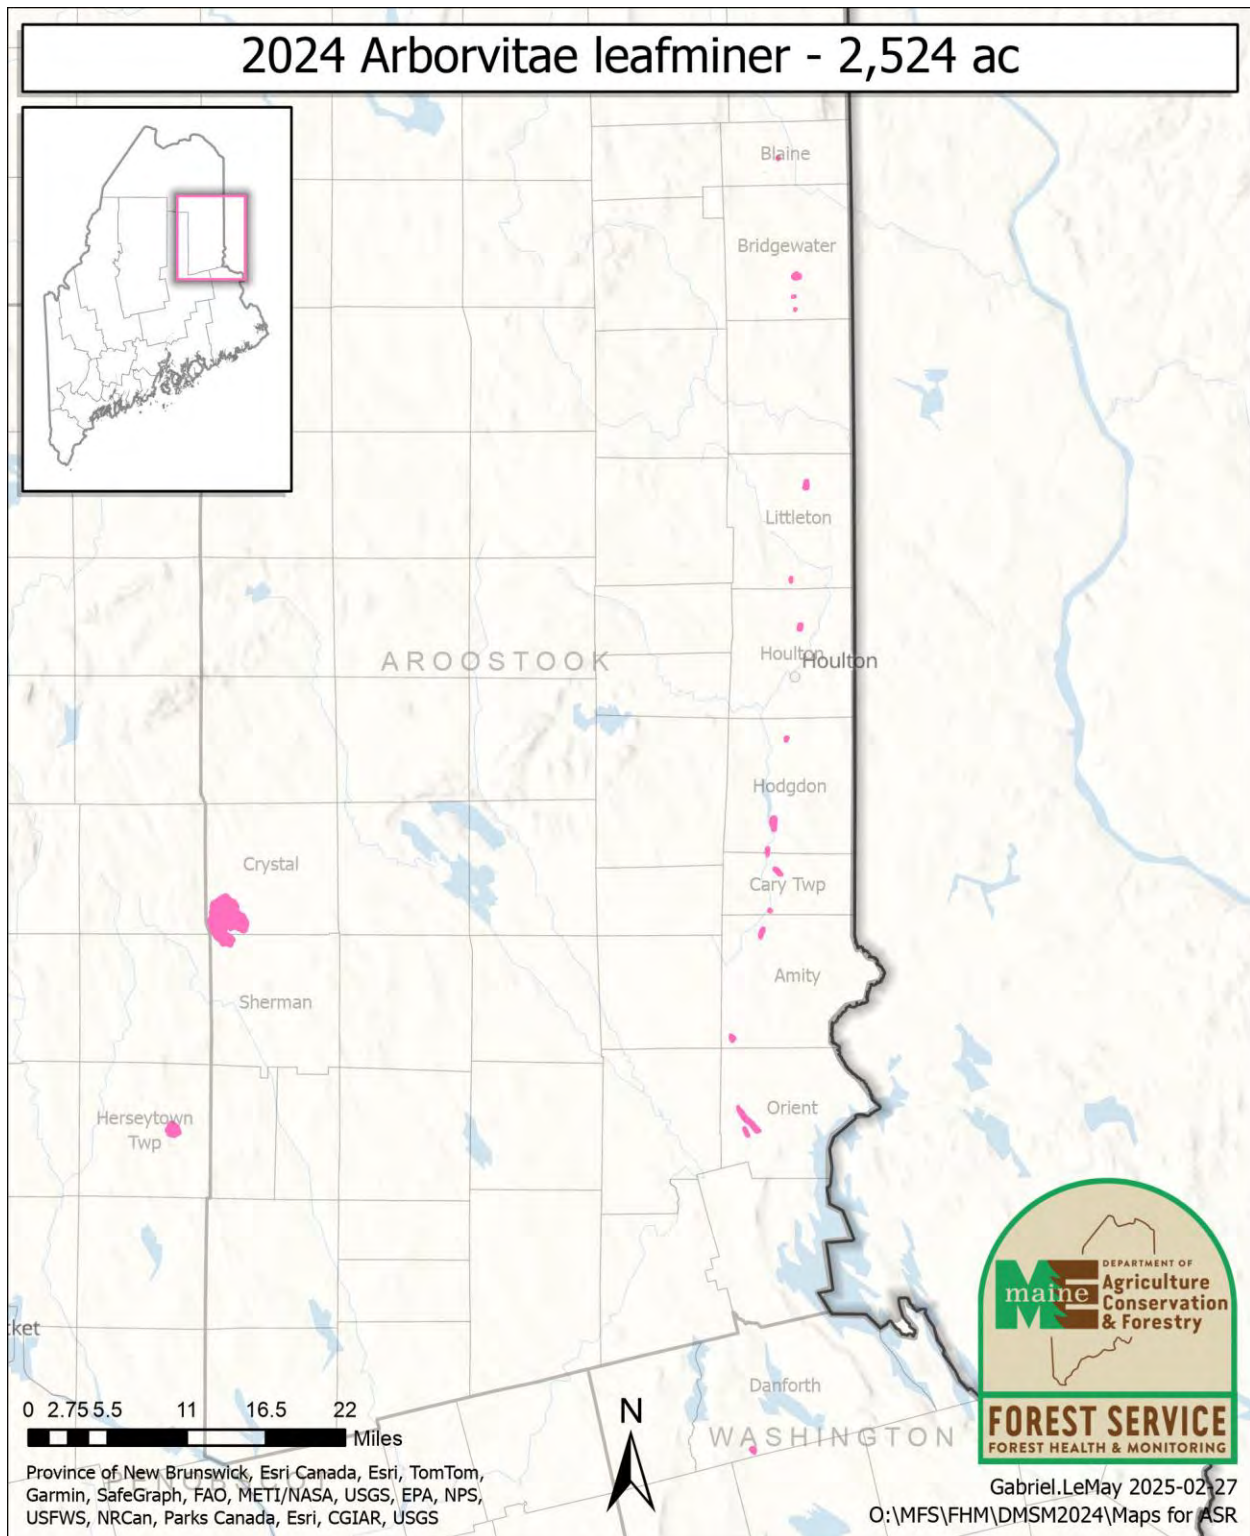 2024 Arborvitae leafminer - 2,524 ac
Blaine
Bridgewater
Littleton
AROOSTOOK
Houlton
Houlton
Hodgdon
Crystal
Cary Twp
Amity
Sherman
Orient
Herseytown
Twp
DEPARTMENT OF
maine
Agriculture
Conservation
& Forestry
FOREST SERVICE
FOREST HEALTH & MONITORING
cket
Danforth
WASHINGTON
0 2.75 5.5 11 16.5 22
Miles
N
PENOBSCOT
Province of New Brunswick, Esri Canada, Esri, TomTom,
Garmin, SafeGraph, FAO, METI/NASA, USGS, EPA, NPS,
USFWS, NRCan, Parks Canada, Esri, CGIAR, USGS
Gabriel.LeMay 2025-02-27
O:\MFS\FHM\DMSM2024\Maps for ASR